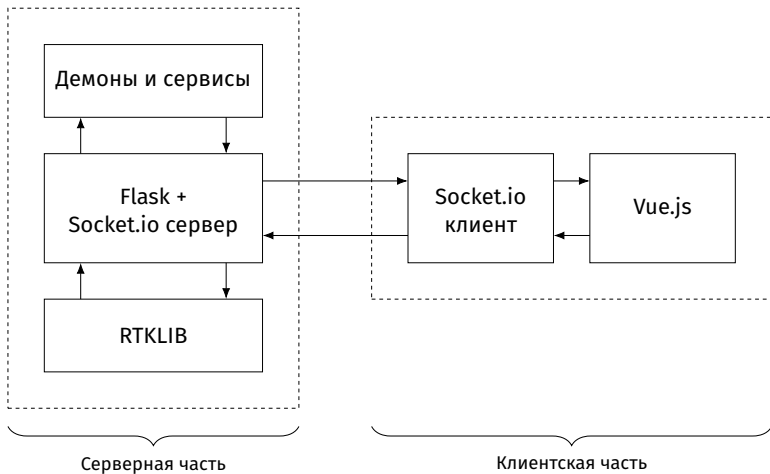 Демоны и сервисы
Flask +
Socket.io сервер
Socket.io
клиент
Vue.js
RTKLIB
Серверная часть
Клиентская часть